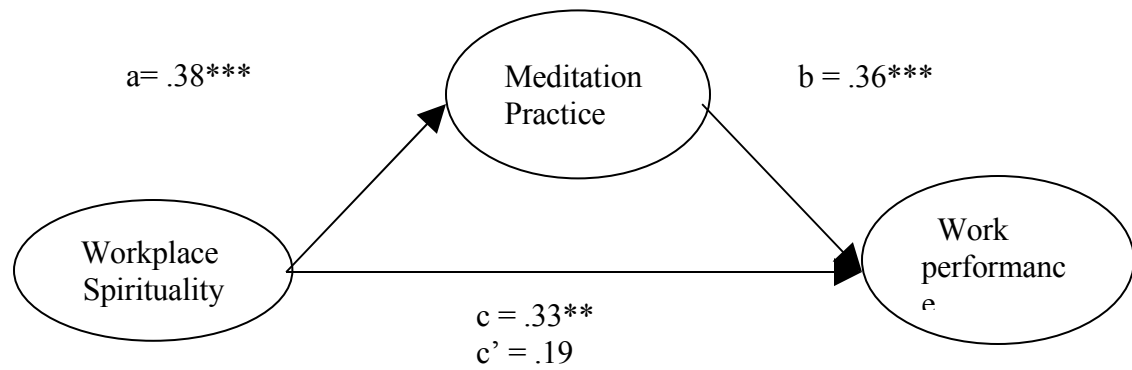 a= .38***
Meditation
Practice
b = .36***
Workplace
Spirituality
Work
performanc
e
c = .33**
c’ = .19